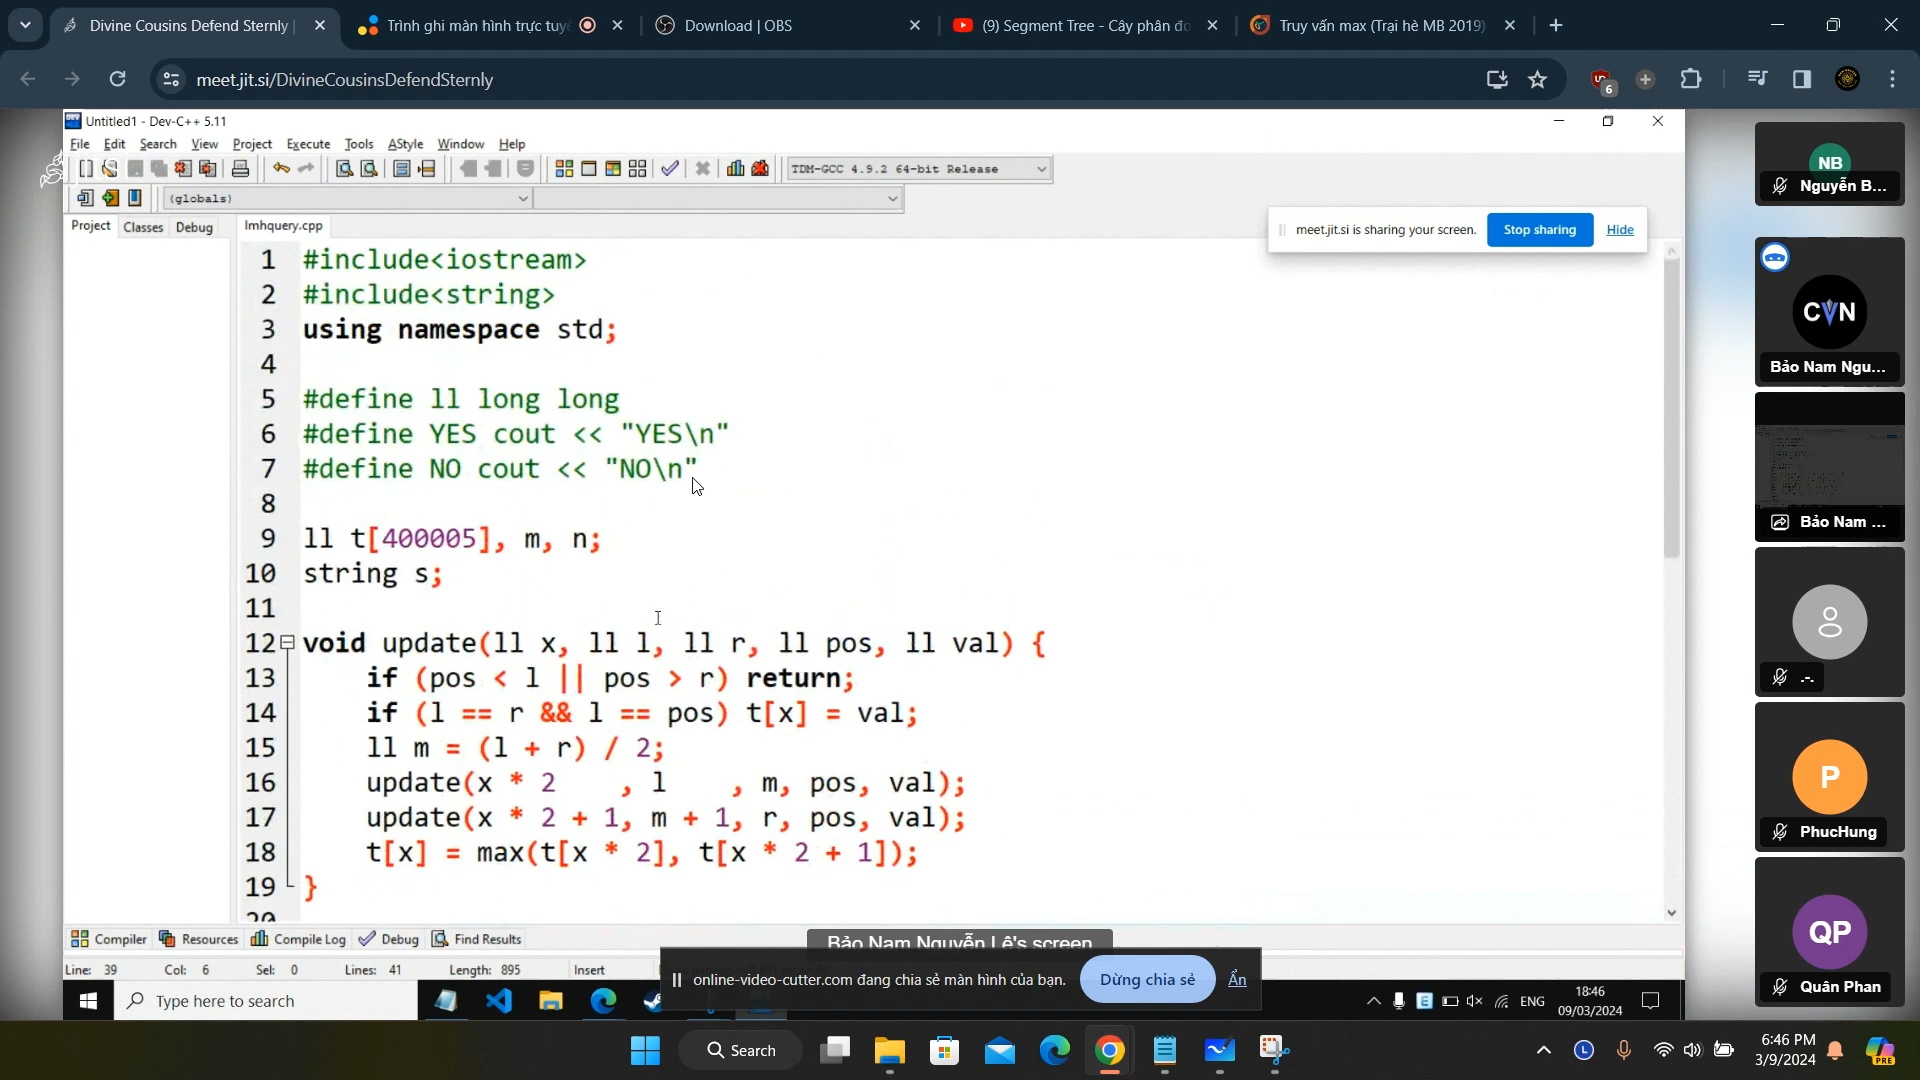 Divine Cousins Defend Sternly |
Trình ghi màn hình trực tuyế
Download | OBS
(9) Segment Tree - Cây phân đo
Truy vấn max (Trại hè MB 2019)
meet.jit.si/DivineCousinsDefendSternly
6
Untitled1 - Dev-C++ 5.11
File Edit Search View Project Execute Tools AStyle Window Help
TDM-GCC 4.9.2 64-bit Release
(globals)
Project Classes Debug
lmhquery.cpp
meet.jit.si is sharing your screen.
Stop sharing
Hide
1 #include<iostream>
2 #include<string>
3 using namespace std;
4
5 #define ll long long
6 #define YES cout << "YES\n"
7 #define NO cout << "NO\n"
8
9 ll t[400005], m, n;
10 string s;
11
12 void update(ll x, ll l, ll r, ll pos, ll val) {
13 if (pos < l || pos > r) return;
14 if (l == r && l == pos) t[x] = val;
15 ll m = (l + r) / 2;
16 update(x * 2 , l , m, pos, val);
17 update(x * 2 + 1, m + 1, r, pos, val);
18 t[x] = max(t[x * 2], t[x * 2 + 1]);
19 }
20
Compiler Resources Compile Log Debug Find Results
Bảo Nam Nguyễn Lê's screen
Line: 39 Col: 6 Sel: 0 Lines: 41 Length: 895 Insert
online-video-cutter.com đang chia sẻ màn hình của bạn.
Dừng chia sẻ
Ẩn
Type here to search
ENG
18:46
09/03/2024
NB
Nguyễn B...
CVN
Bảo Nam Ngu...
Bảo Nam ...
.-.
P
PhucHung
QP
Quân Phan
Search
L
6:46 PM
3/9/2024
PRE